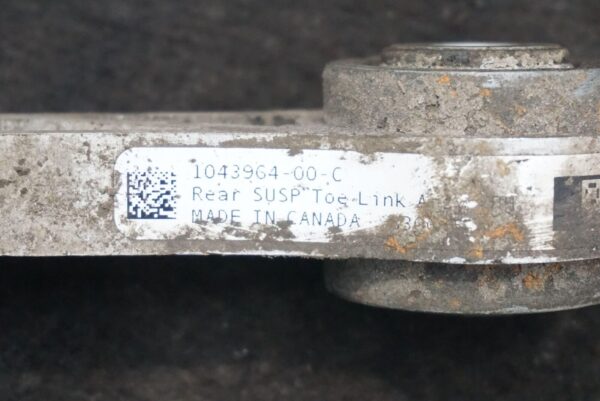 1043964-00-C
Rear SUSP Toe Link
MADE IN CANADA